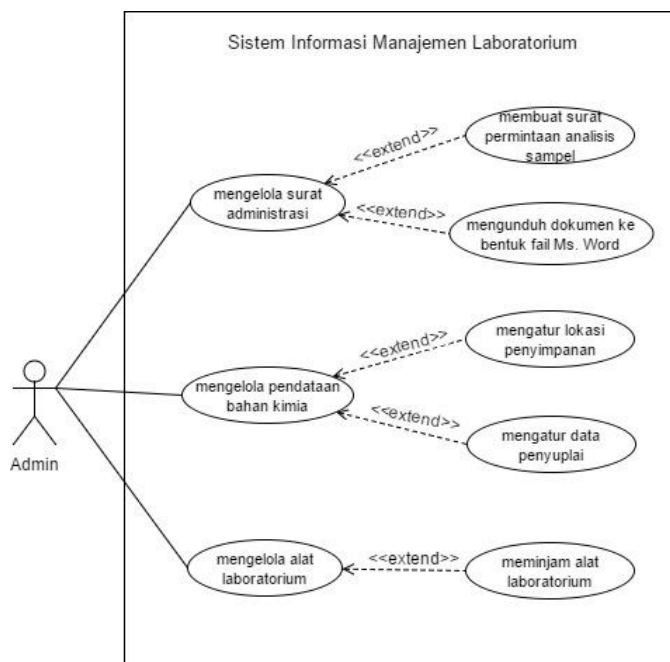 Sistem Informasi Manajemen Laboratorium
membuat surat
permintaan analisis
sampel
<<extend>>
mengelola surat
administrasi
<<extend>>
mengunduh dokumen ke
bentuk fail Ms. Word
<<extend>>
mengatur lokasi
penyimpanan
mengelola pendataan
bahan kimia
<<extend>>
mengatur data
penyuplai
Admin
mengelola alat
laboratorium
<<extend>>
meminjam alat
laboratorium